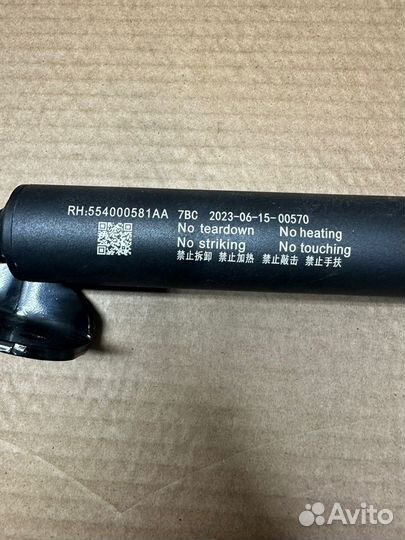 RH:554000581AA 7BC 2023-06-15-00570
No teardown No heating
No striking No touching
禁止拆卸 禁止加热 禁止敲击 禁止手扶
Avito